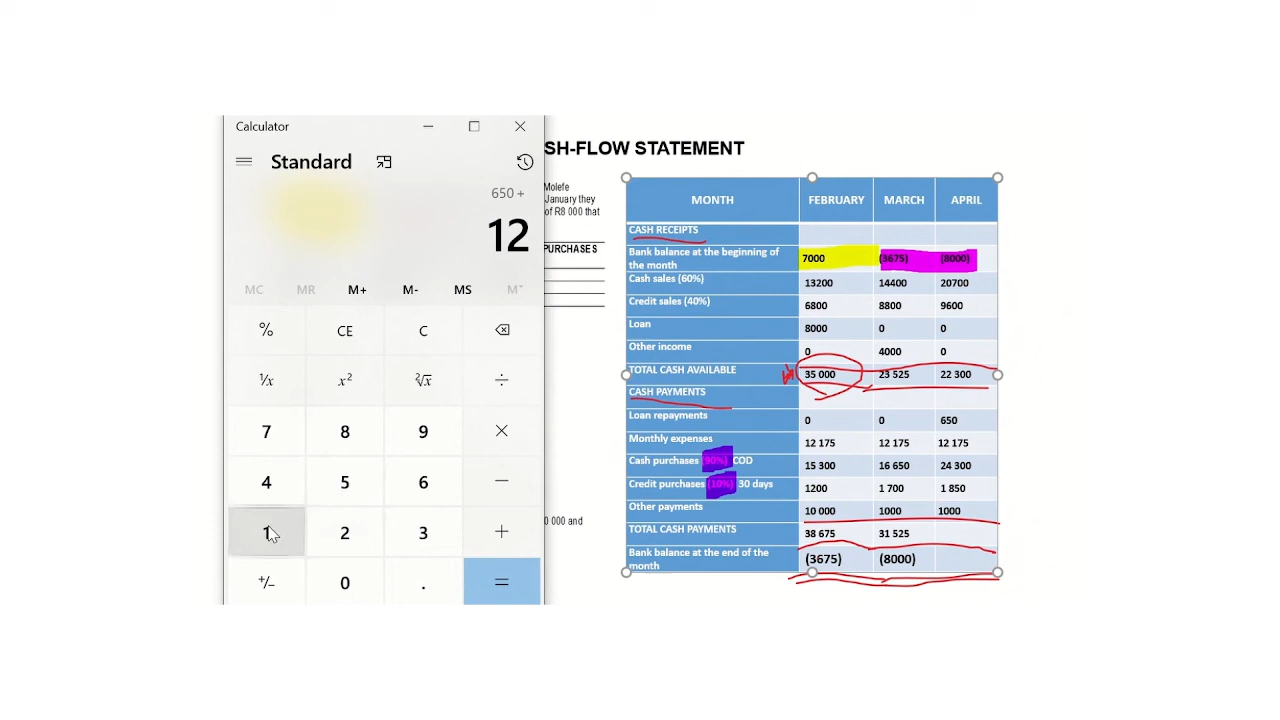 Calculator
Standard
650 +
12
MC MR M+ M- MS M˅
% CE C
¹/x x² ²√x ÷
7 8 9 ×
4 5 6 −
1 2 3 +
+/− 0 . =
SH-FLOW STATEMENT
Molefe
January they
of R8 000 that
PURCHASES
0 000 and
MONTH FEBRUARY MARCH APRIL
CASH RECEIPTS
Bank balance at the beginning of
the month 7000 (3675) (8000)
Cash sales (60%) 13200 14400 20700
Credit sales (40%) 6800 8800 9600
Loan 8000 0 0
Other income 0 4000 0
TOTAL CASH AVAILABLE 35 000 23 525 22 300
CASH PAYMENTS
Loan repayments 0 0 650
Monthly expenses 12 175 12 175 12 175
Cash purchases (90%) COD 15 300 16 650 24 300
Credit purchases (10%) 30 days 1200 1 700 1 850
Other payments 10 000 1000 1000
TOTAL CASH PAYMENTS 38 675 31 525
Bank balance at the end of the
month (3675) (8000)